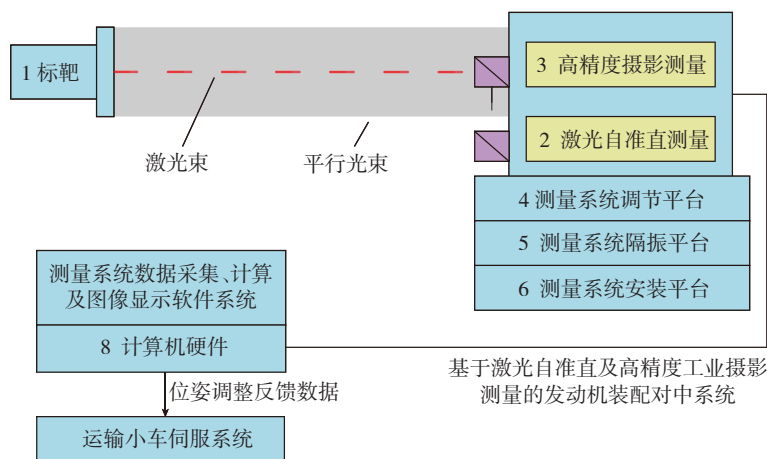 1 标靶
3 高精度摄影测量
2 激光自准直测量
激光束
平行光束
4 测量系统调节平台
5 测量系统隔振平台
6 测量系统安装平台
测量系统数据采集、计算
及图像显示软件系统
8 计算机硬件
位姿调整反馈数据
运输小车伺服系统
基于激光自准直及高精度工业摄影
测量的发动机装配对中系统